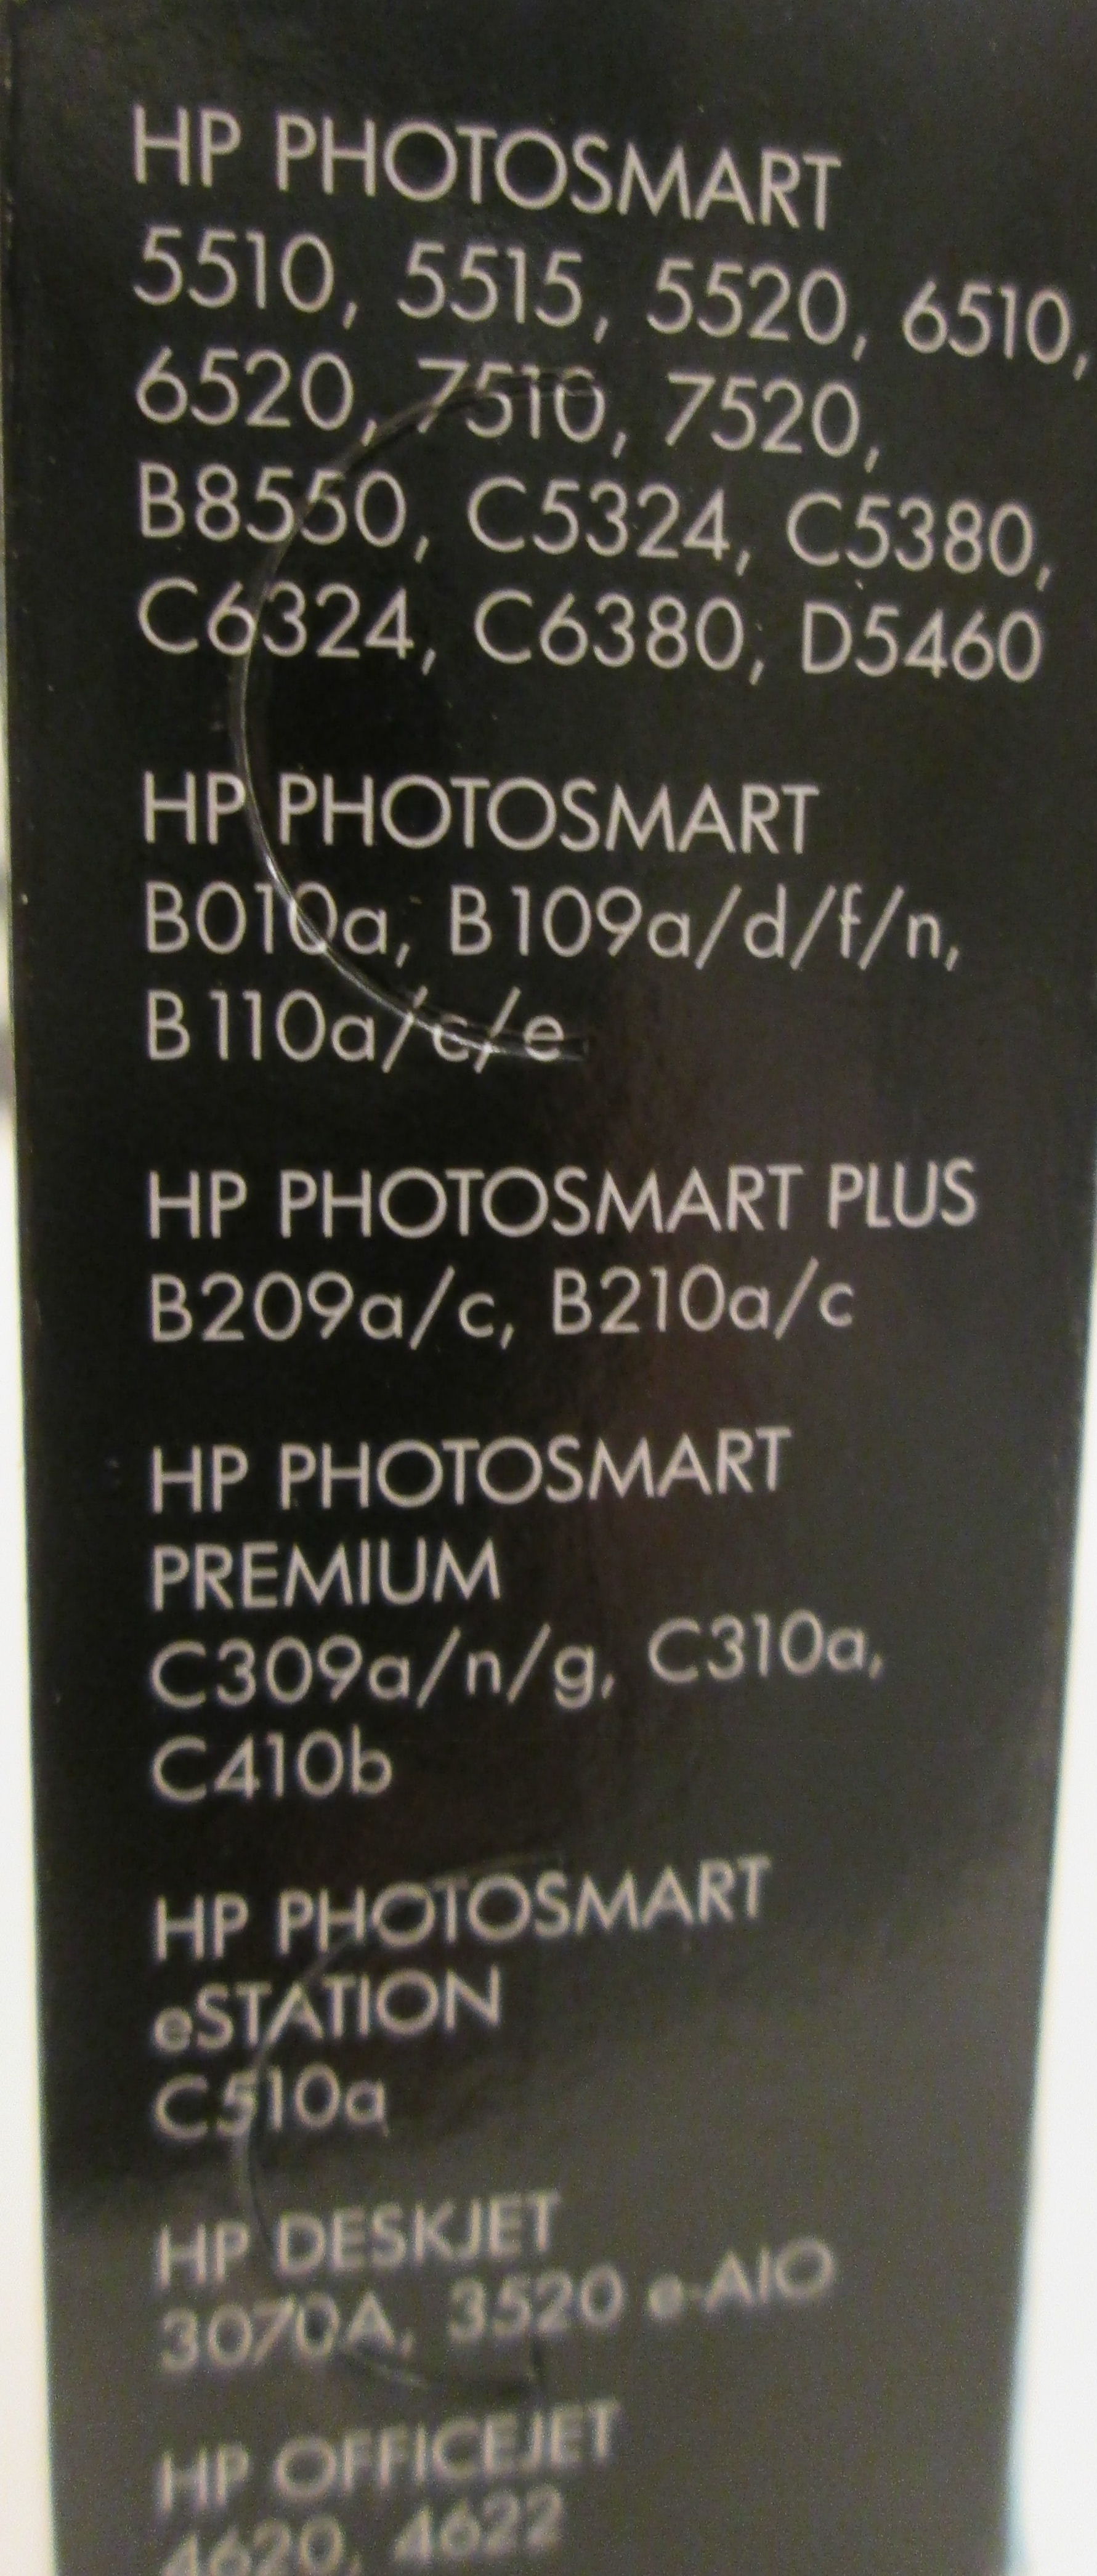 HP PHOTOSMART
5510, 5515, 5520, 6510,
6520, 7510, 7520,
B8550, C5324, C5380,
C6324, C6380, D5460
HP PHOTOSMART
B010a, B109a/d/f/n,
B110a/c/e
HP PHOTOSMART PLUS
B209a/c, B210a/c
HP PHOTOSMART
PREMIUM
C309a/n/g, C310a,
C410b
HP PHOTOSMART
eSTATION
C510a
HP DESKJET
3070A, 3520 e-AIO
HP OFFICEJET
4620, 4622